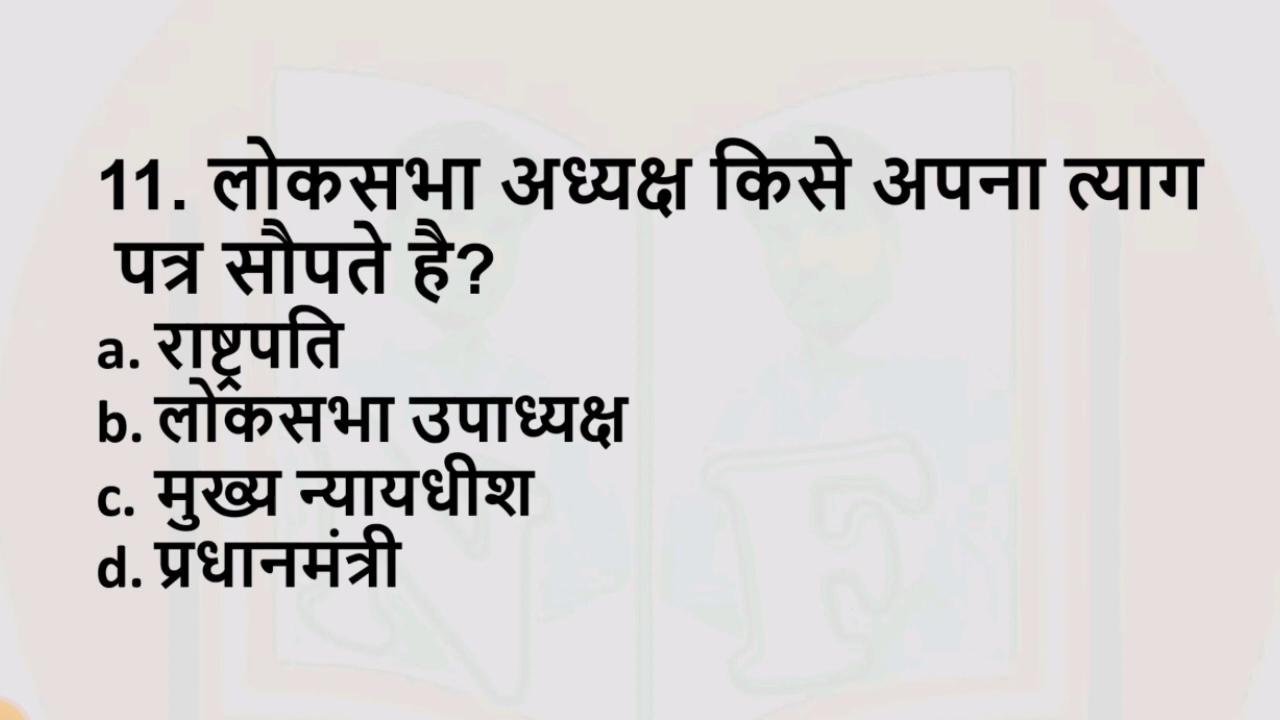 11. लोकसभा अध्यक्ष किसे अपना त्याग
पत्र सौपते है?
a. राष्ट्रपति
b. लोकसभा उपाध्यक्ष
c. मुख्य न्यायधीश
d. प्रधानमंत्री